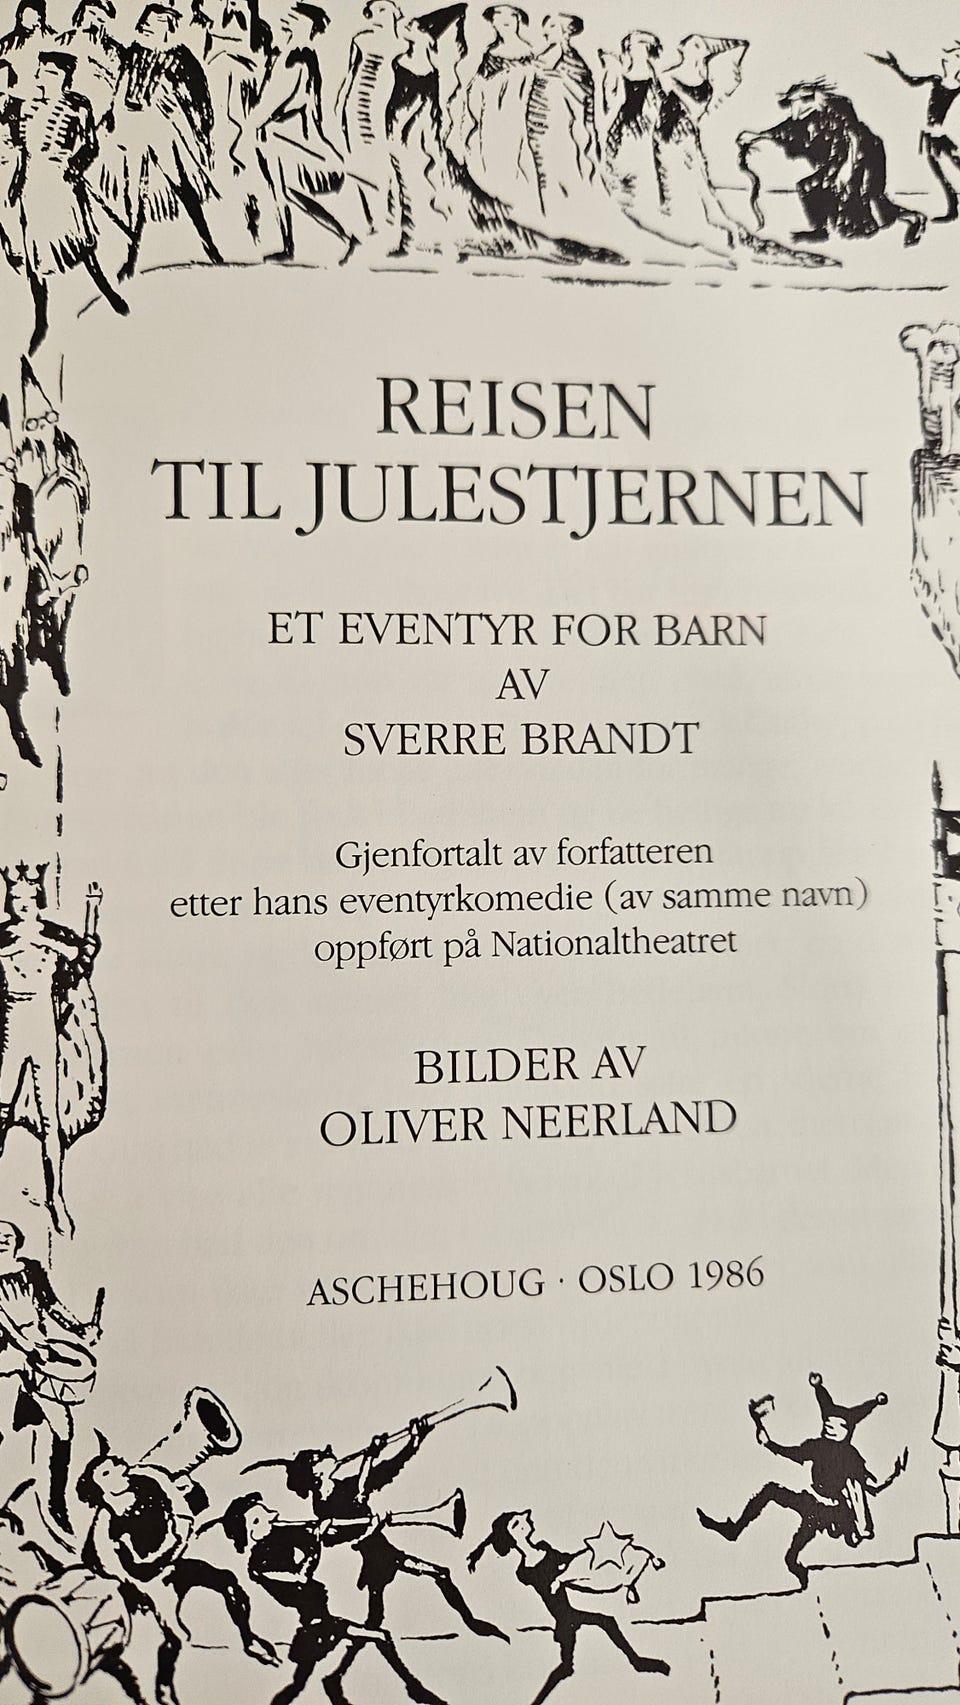 REISEN
TIL JULESTJERNEN
ET EVENTYR FOR BARN
AV
SVERRE BRANDT
Gjenfortalt av forfatteren
etter hans eventyrkomedie (av samme navn)
oppført på Nationaltheatret
BILDER AV
OLIVER NEERLAND
ASCHEHOUG · OSLO 1986